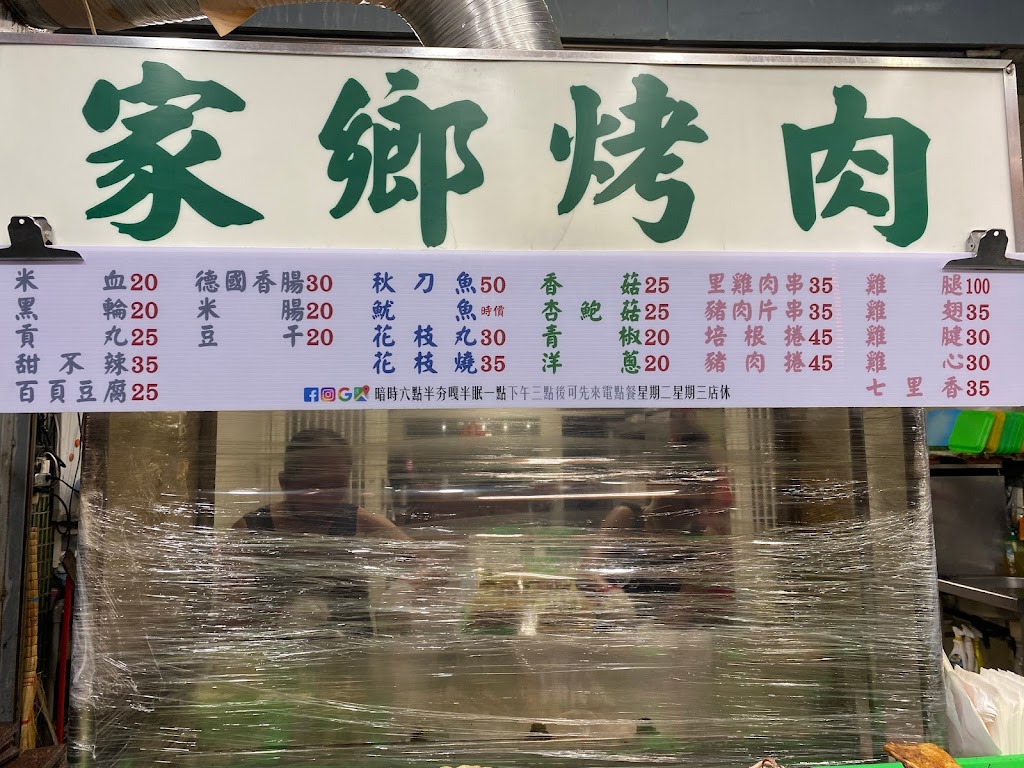 家鄉烤肉
米血20
黑輪20
貢丸25
甜不辣35
百頁豆腐25
德國香腸30
米腸20
豆干20
秋刀魚50
魷魚時價
花枝丸30
花枝燒35
香菇25
杏鮑菇25
青椒20
洋蔥20
里雞肉串35
豬肉片串35
培根捲45
豬肉捲45
雞腿100
雞翅35
雞腱30
雞心30
七里香35
暗時六點半夯嘎半眠一點下午三點後可先來電點餐星期二星期三店休